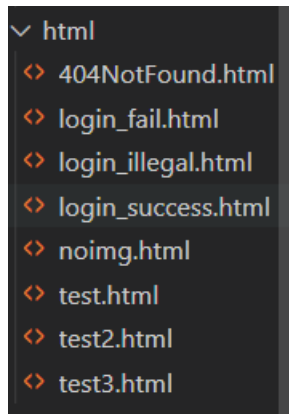 html
404NotFound.html
login_fail.html
login_illegal.html
login_success.html
noimg.html
test.html
test2.html
test3.html